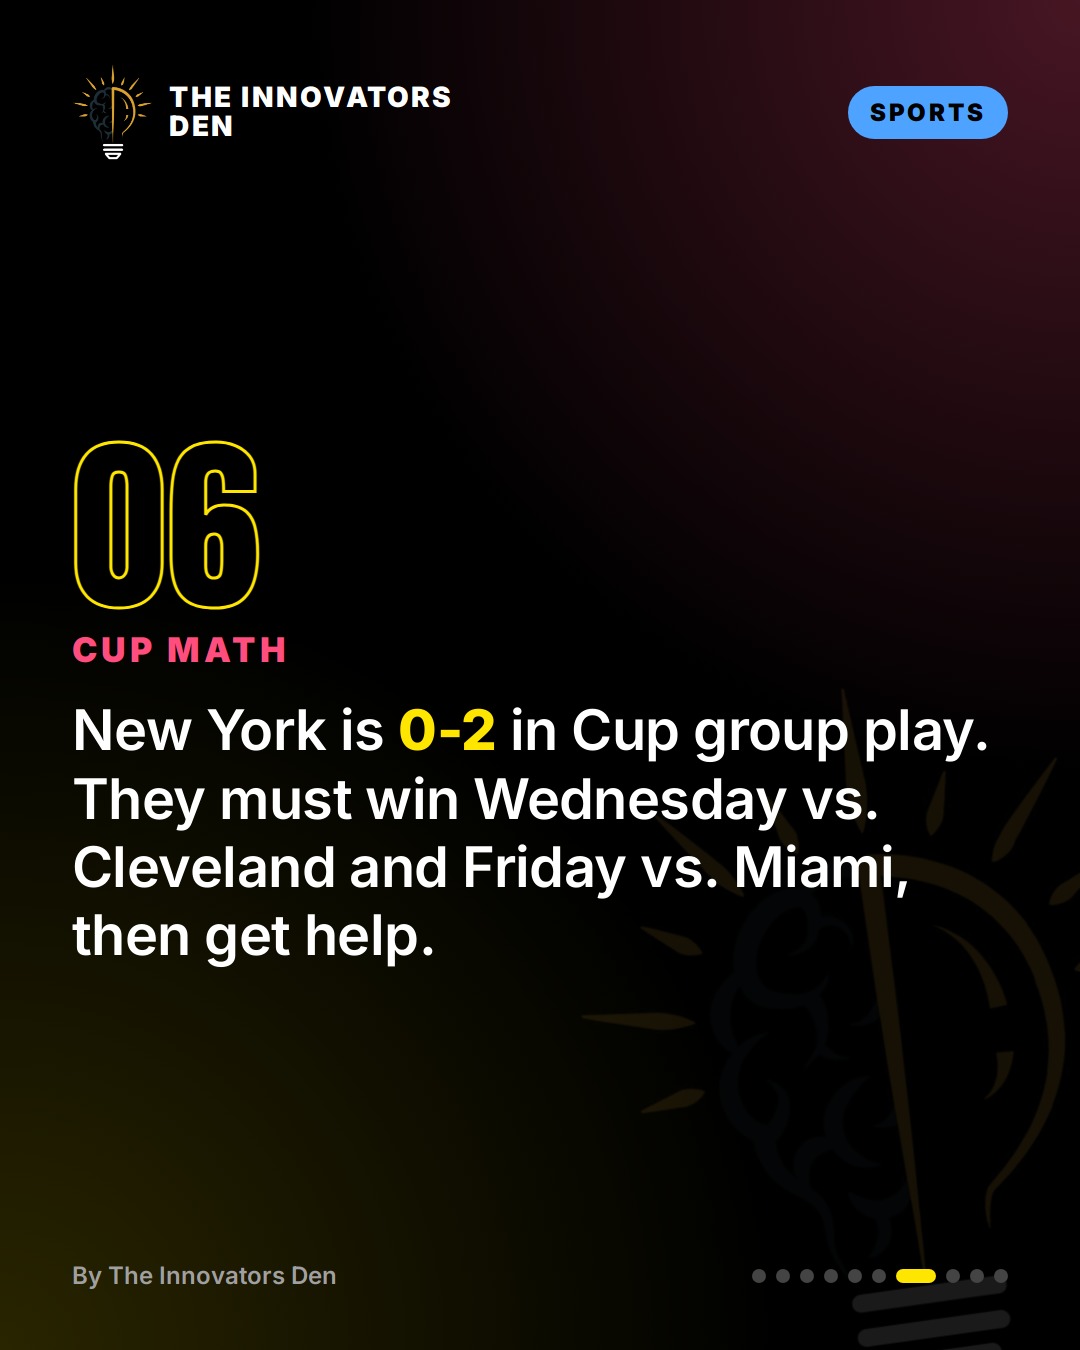 THE INNOVATORS
DEN
SPORTS
06
CUP MATH
New York is 0-2 in Cup group play.
They must win Wednesday vs.
Cleveland and Friday vs. Miami,
then get help.
By The Innovators Den